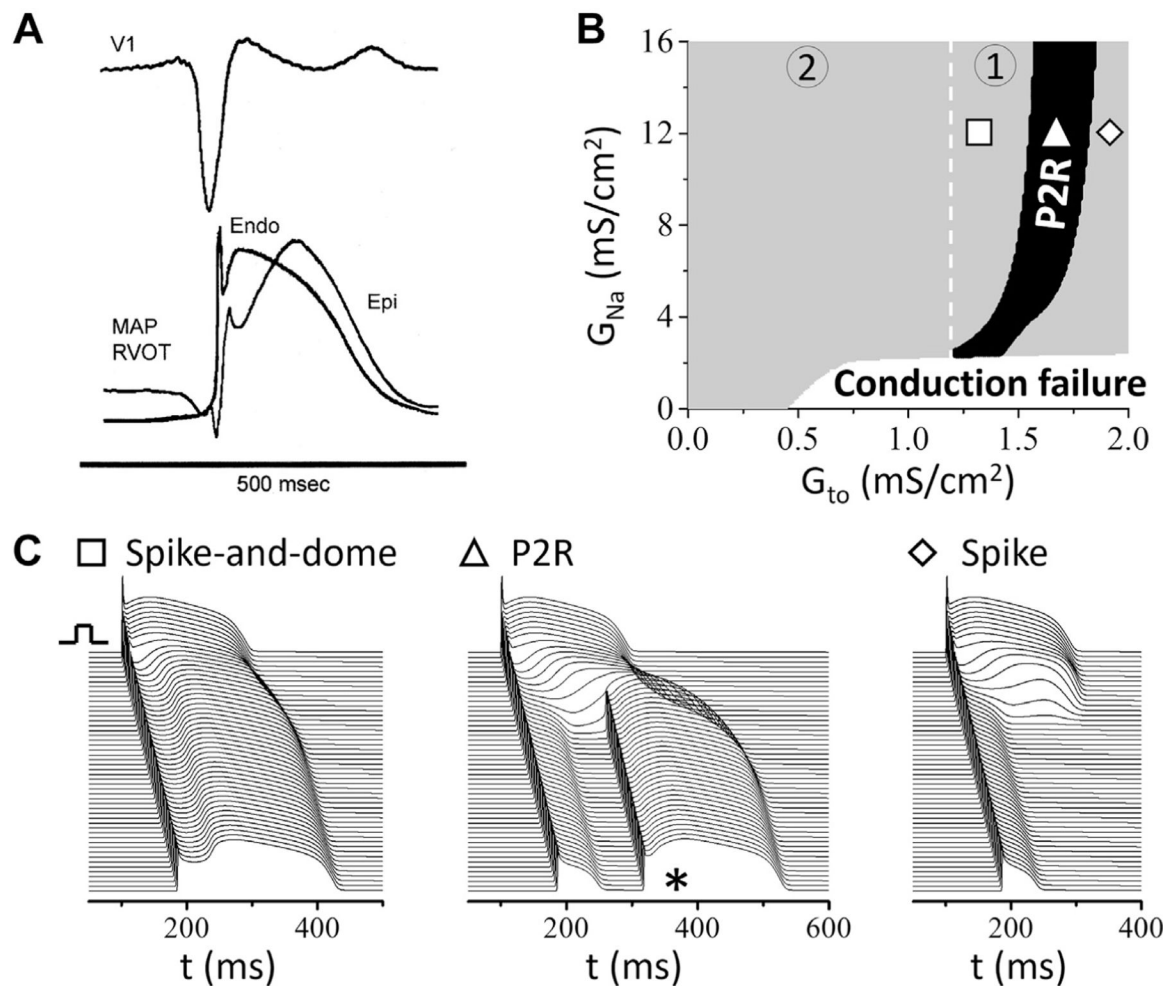 A
V1
Endo
Epi
MAP
RVOT
500 msec
B
16
12
8
4
0
G_Na (mS/cm²)
② ①
P2R
Conduction failure
0.0 0.5 1.0 1.5 2.0
G_to (mS/cm²)
C
□ Spike-and-dome △ P2R ◇ Spike
*
200 400
t (ms)
200 400 600
t (ms)
200 400
t (ms)